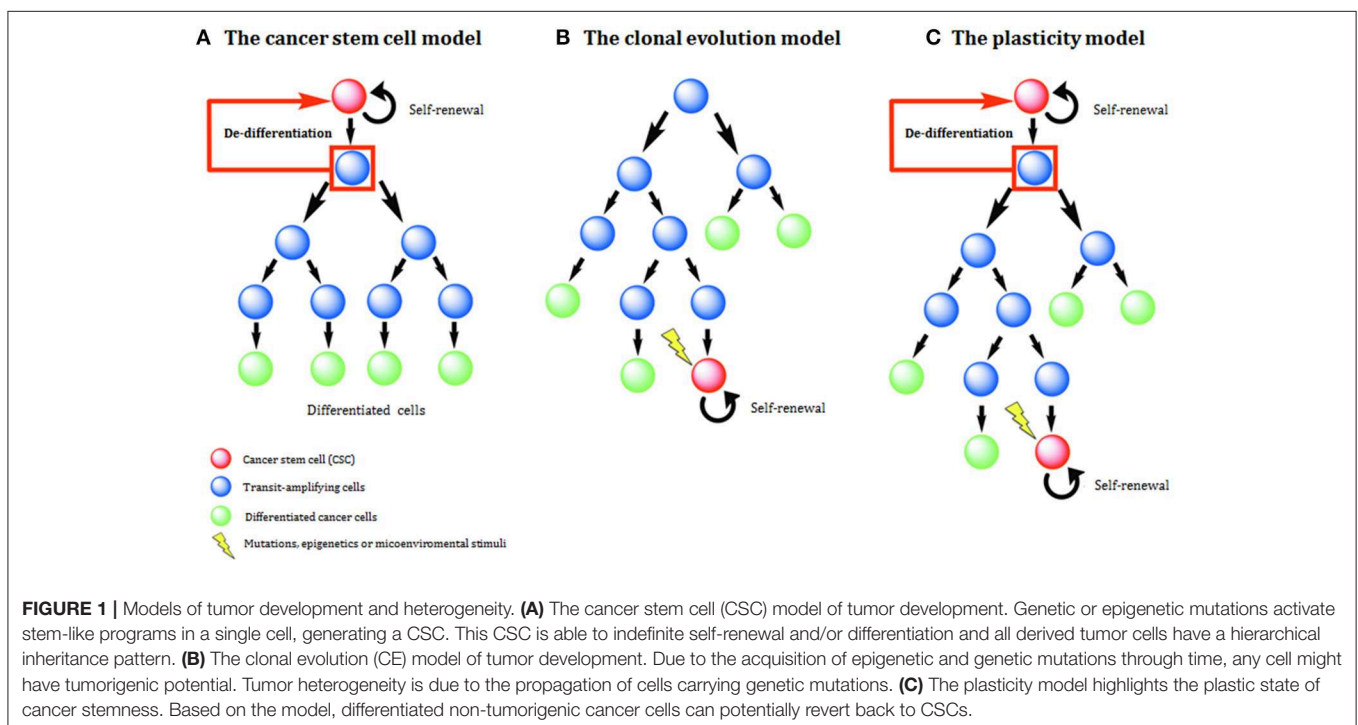 A The cancer stem cell model
B The clonal evolution model
C The plasticity model
Self-renewal
De-differentiation
Differentiated cells
Self-renewal
Self-renewal
De-differentiation
Self-renewal
Cancer stem cell (CSC)
Transit-amplifying cells
Differentiated cancer cells
Mutations, epigenetics or micoenviromental stimuli
FIGURE 1 | Models of tumor development and heterogeneity. (A) The cancer stem cell (CSC) model of tumor development. Genetic or epigenetic mutations activate
stem-like programs in a single cell, generating a CSC. This CSC is able to indefinite self-renewal and/or differentiation and all derived tumor cells have a hierarchical
inheritance pattern. (B) The clonal evolution (CE) model of tumor development. Due to the acquisition of epigenetic and genetic mutations through time, any cell might
have tumorigenic potential. Tumor heterogeneity is due to the propagation of cells carrying genetic mutations. (C) The plasticity model highlights the plastic state of
cancer stemness. Based on the model, differentiated non-tumorigenic cancer cells can potentially revert back to CSCs.